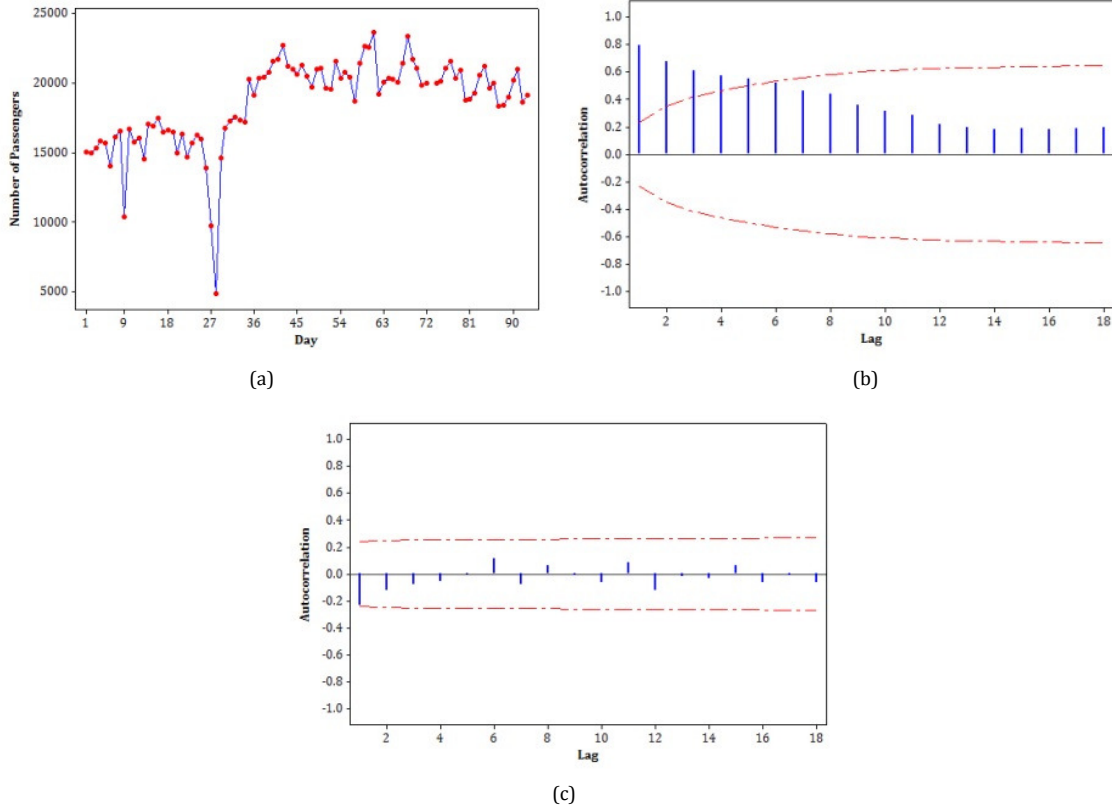 25000
20000
15000
10000
5000
Number of Passengers
1 9 18 27 36 45 54 63 72 81 90
Day
(a)
1.0
0.8
0.6
0.4
0.2
0.0
-0.2
-0.4
-0.6
-0.8
-1.0
Autocorrelation
2 4 6 8 10 12 14 16 18
Lag
(b)
1.0
0.8
0.6
0.4
0.2
0.0
-0.2
-0.4
-0.6
-0.8
-1.0
Autocorrelation
2 4 6 8 10 12 14 16 18
Lag
(c)